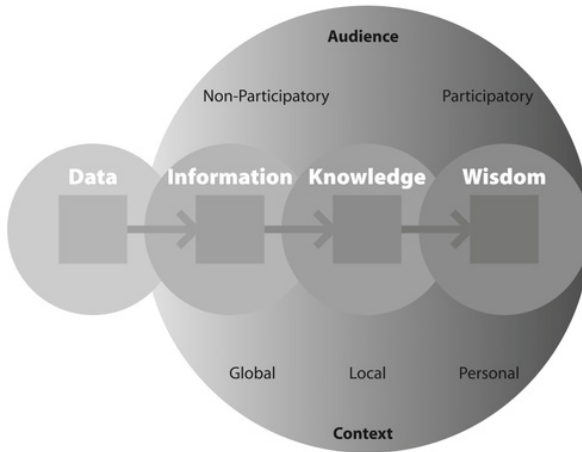 Audience
Non-Participatory Participatory
Data Information Knowledge Wisdom
Global Local Personal
Context